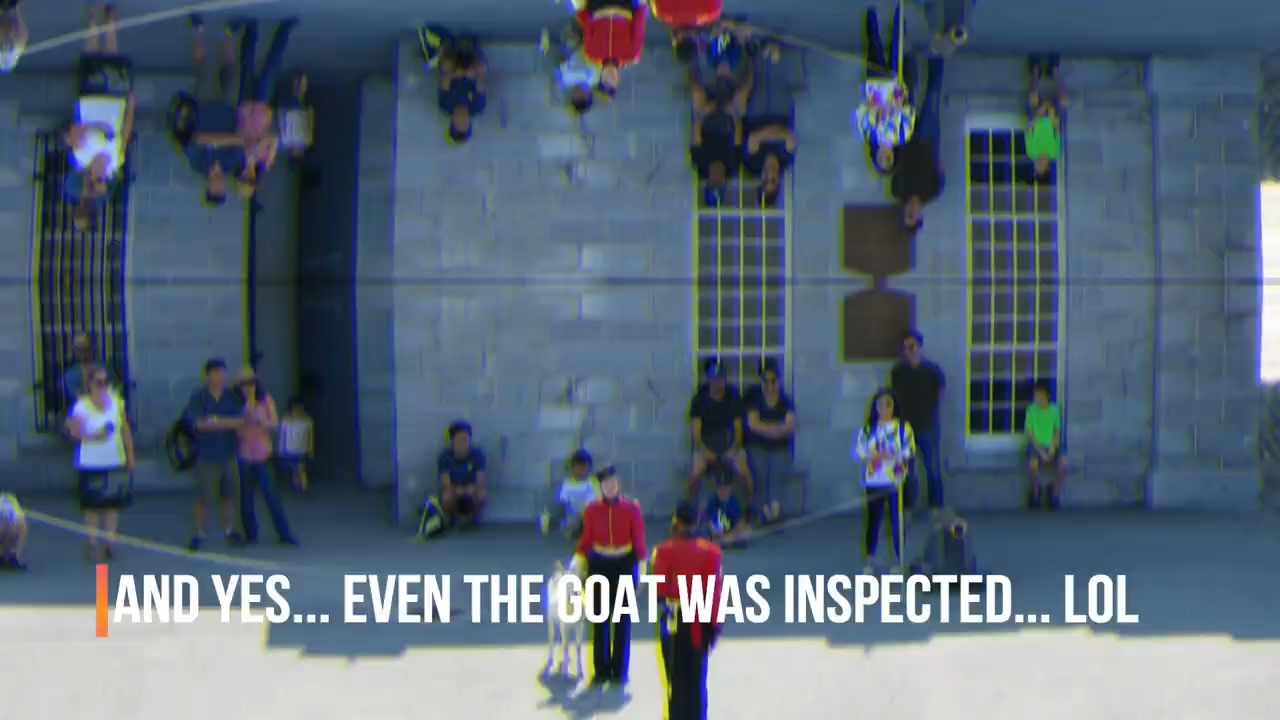 AND YES... EVEN THE GOAT WAS INSPECTED... LOL